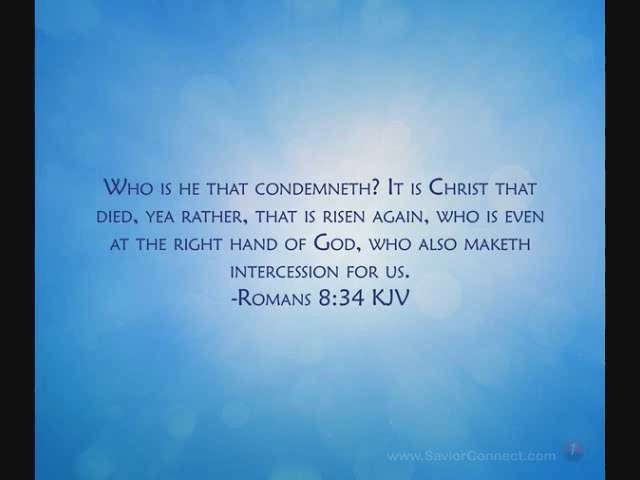 Who is he that condemneth? It is Christ that
died, yea rather, that is risen again, who is even
at the right hand of God, who also maketh
intercession for us.
-Romans 8:34 KJV
www.SaviorConnect.com